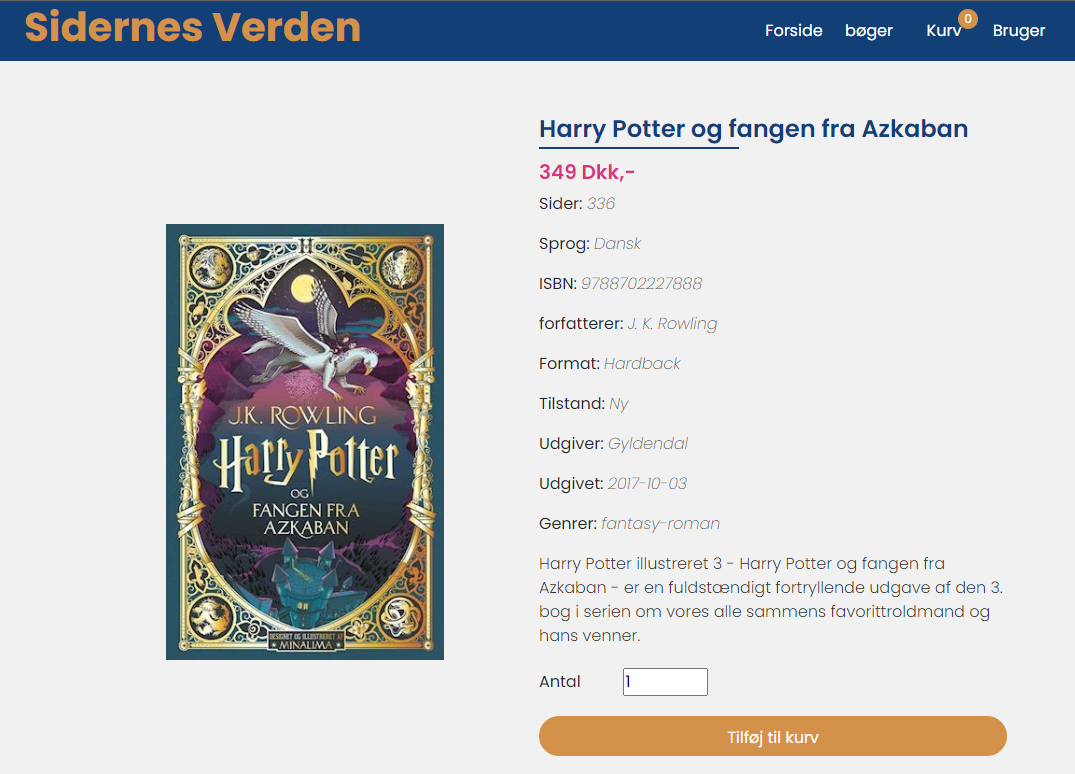 Sidernes Verden
Forside bøger Kurv 0 Bruger
Harry Potter og fangen fra Azkaban
349 Dkk,-
Sider: 336
Sprog: Dansk
ISBN: 9788702227888
forfatterer: J. K. Rowling
Format: Hardback
Tilstand: Ny
Udgiver: Gyldendal
Udgivet: 2017-10-03
Genrer: fantasy-roman
Harry Potter illustreret 3 - Harry Potter og fangen fra
Azkaban - er en fuldstændigt fortryllende udgave af den 3.
bog i serien om vores alle sammens favorittroldmand og
hans venner.
Antal 1
Tilføj til kurv
J.K. ROWLING
Harry Potter
OG
FANGEN FRA
AZKABAN
DESIGNET OG ILLUSTRERET AF
MINALIMA